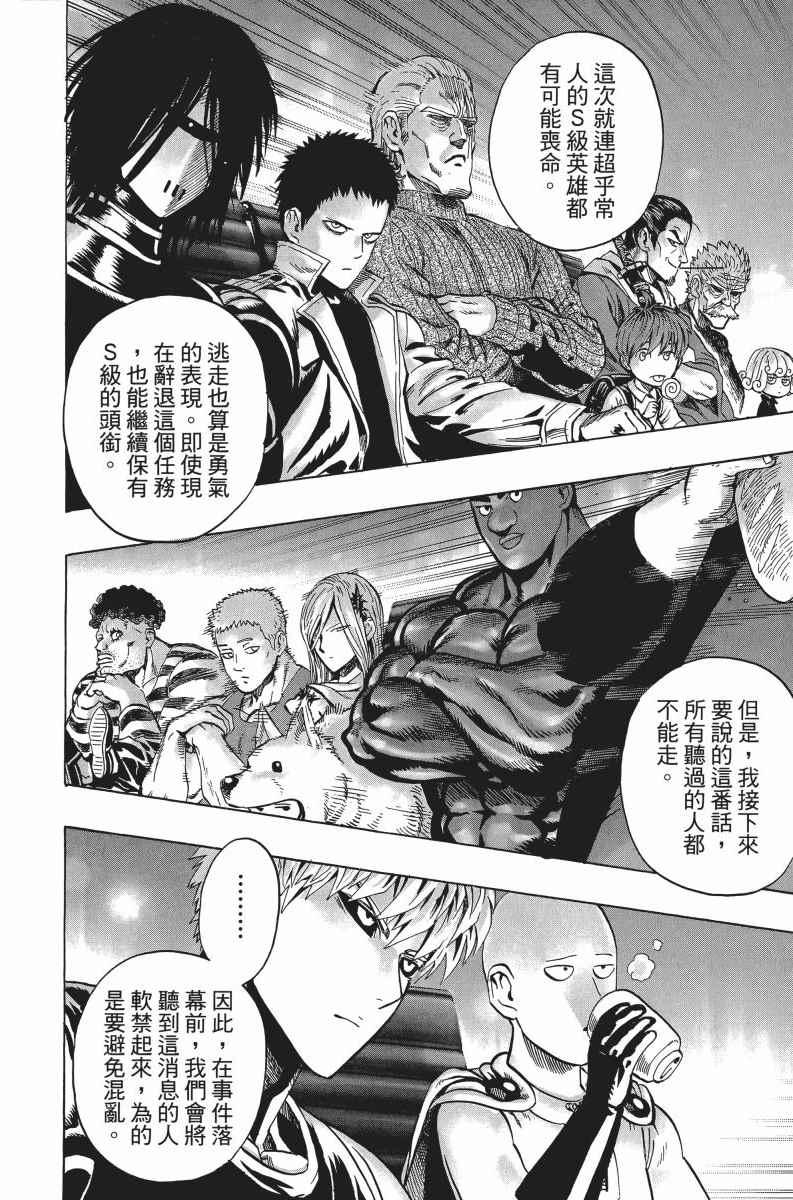 這次就連超乎常
人的Ｓ級英雄都
有可能喪命。
逃走也算是勇氣
的表現。即使現
在辭退這個任務
，也能繼續保有
Ｓ級的頭銜。
但是，我接下來
要說的這番話，
所有聽過的人都
不能走。
………
因此，在事件落
幕前，我們會將
聽到這消息的人
軟禁起來，為的
是要避免混亂。